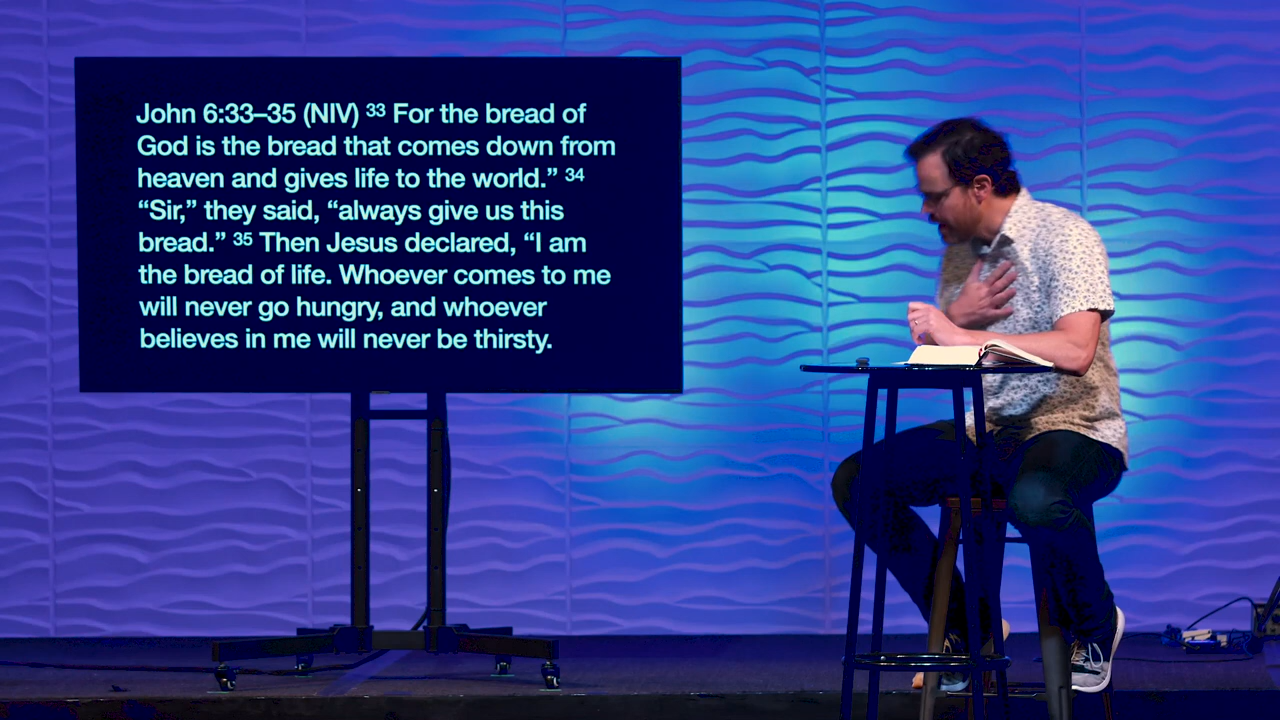 John 6:33–35 (NIV) 33 For the bread of
God is the bread that comes down from
heaven and gives life to the world.” 34
“Sir,” they said, “always give us this
bread.” 35 Then Jesus declared, “I am
the bread of life. Whoever comes to me
will never go hungry, and whoever
believes in me will never be thirsty.